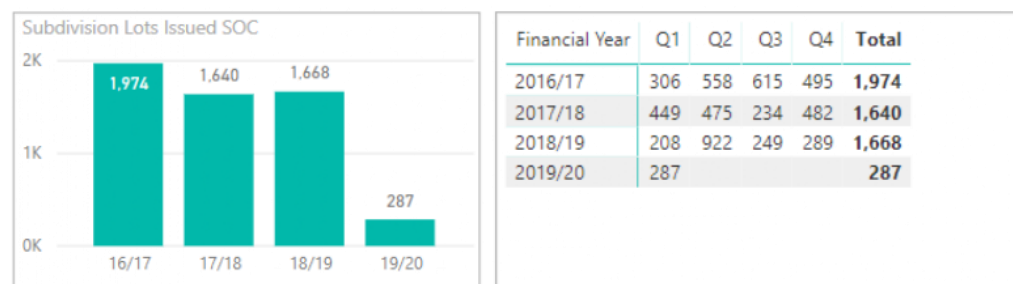 Subdivision Lots Issued SOC
2K
1,974
1,640
1,668
1K
287
0K
16/17 17/18 18/19 19/20
Financial Year Q1 Q2 Q3 Q4 Total
2016/17 306 558 615 495 1,974
2017/18 449 475 234 482 1,640
2018/19 208 922 249 289 1,668
2019/20 287 287